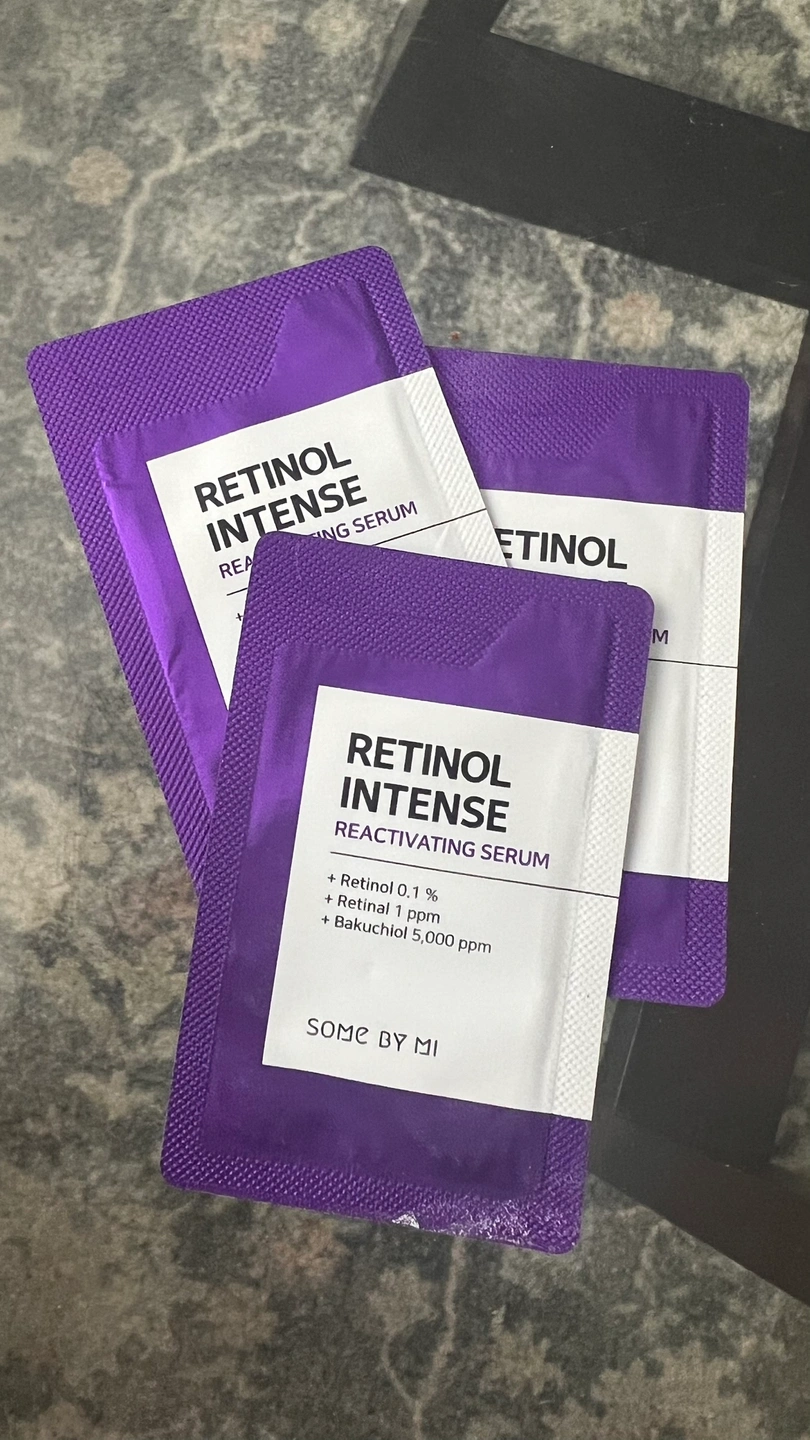 RETINOL
INTENSE
SERUM
ETINOL
M
RETINOL
INTENSE
REACTIVATING SERUM
+ Retinol 0.1 %
+ Retinal 1 ppm
+ Bakuchiol 5,000 ppm
SOME BY MI